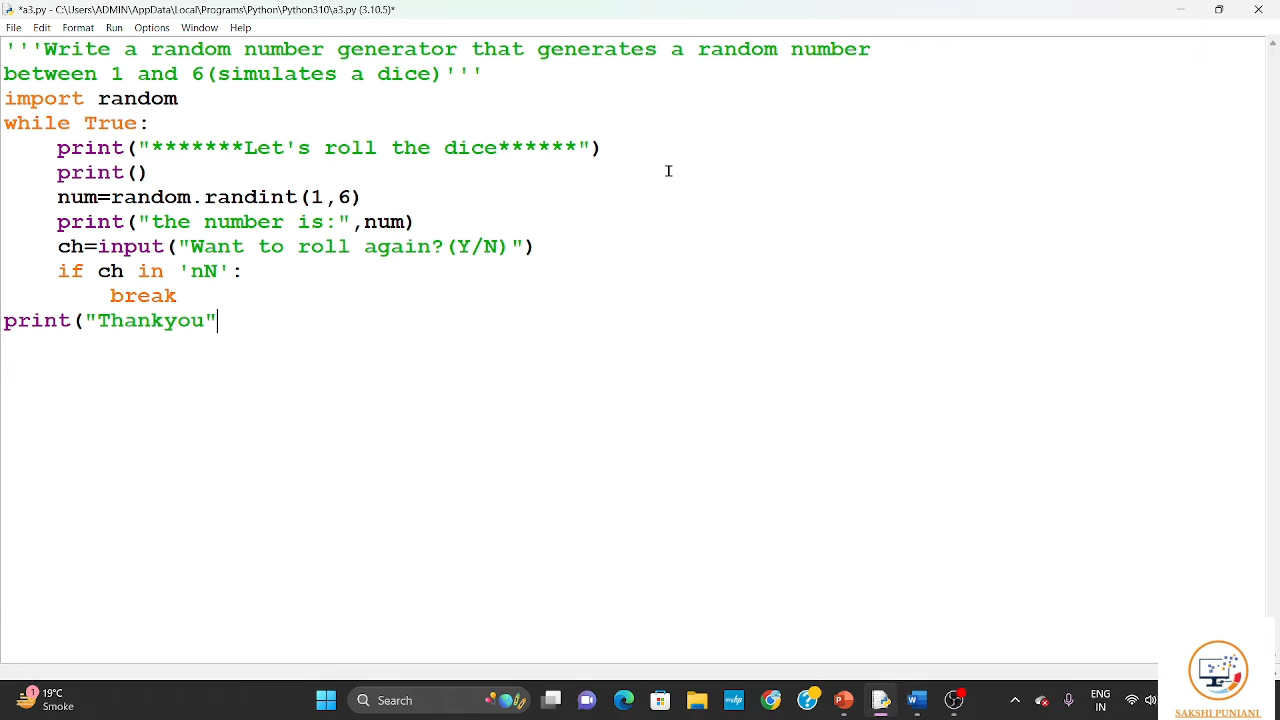 *a3.py - C:\Users\ADMIN\AppData\Local\Programs\Python\Python310\a3.py (3.10.5)*
File Edit Format Run Options Window Help
'''Write a random number generator that generates a random number
between 1 and 6(simulates a dice)'''
import random
while True:
    print("*******Let's roll the dice******")
    print()
    num=random.randint(1,6)
    print("the number is:",num)
    ch=input("Want to roll again?(Y/N)")
    if ch in 'nN':
        break
print("Thankyou"
19°C
Smoke
Search
mvhp
ENG
IN
SAKSHI PUNIANI